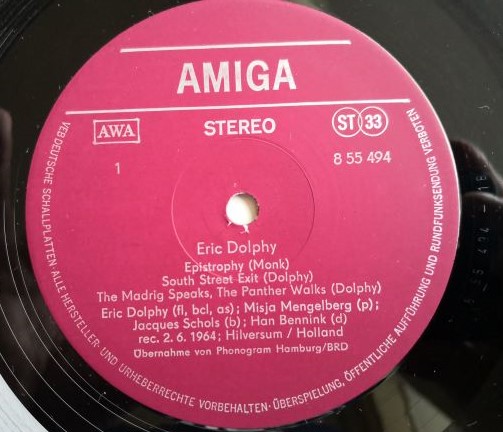 AMIGA
AWA
STEREO
ST 33
1
8 55 494
Eric Dolphy
Epistrophy (Monk)
South Street Exit (Dolphy)
The Madrig Speaks, The Panther Walks (Dolphy)
Eric Dolphy (fl, bcl, as); Misja Mengelberg (p);
Jacques Schols (b); Han Bennink (d)
rec. 2. 6. 1964; Hilversum / Holland
Übernahme von Phonogram Hamburg/BRD
VEB DEUTSCHE SCHALLPLATTEN · ALLE HERSTELLER- UND URHEBERRECHTE VORBEHALTEN · ÜBERSPIELUNG, ÖFFENTLICHE AUFFÜHRUNG UND RUNDFUNKSENDUNG VERBOTEN